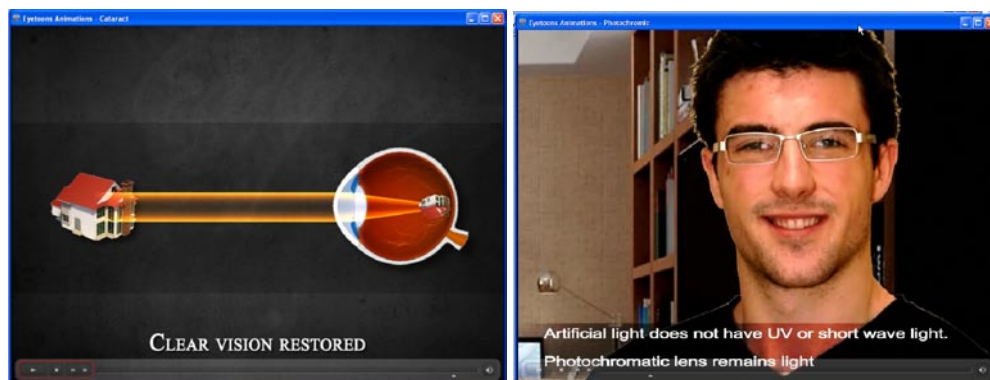 Eyetoons Animations - Cataract
CLEAR VISION RESTORED
Eyetoons Animations - Photochromic
Artificial light does not have UV or short wave light.
Photochromatic lens remains light